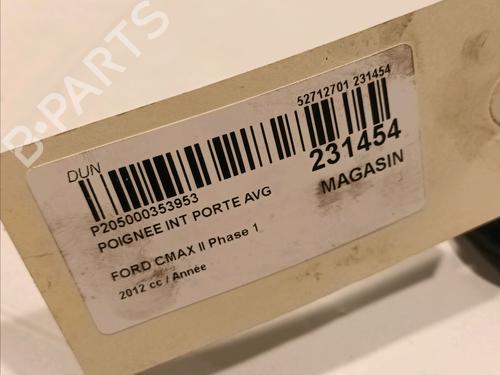 B-PARTS
DUN
52712701 231454
P205000353953
231454
POIGNEE INT PORTE AVG
MAGASIN
FORD CMAX II Phase 1
2012 cc / Année